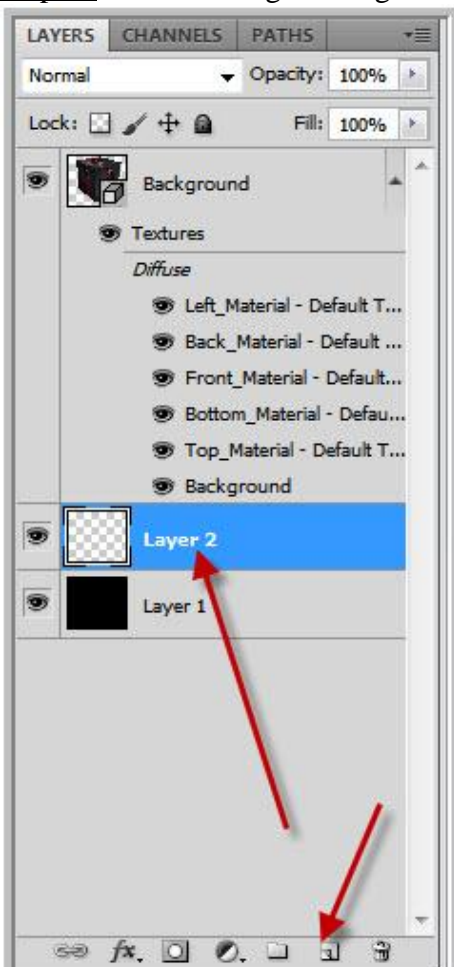 LAYERS CHANNELS PATHS
Normal Opacity: 100%
Lock: Fill: 100%
Background
Textures
Diffuse
Left_Material - Default T...
Back_Material - Default ...
Front_Material - Default...
Bottom_Material - Defau...
Top_Material - Default T...
Background
Layer 2
Layer 1
fx.